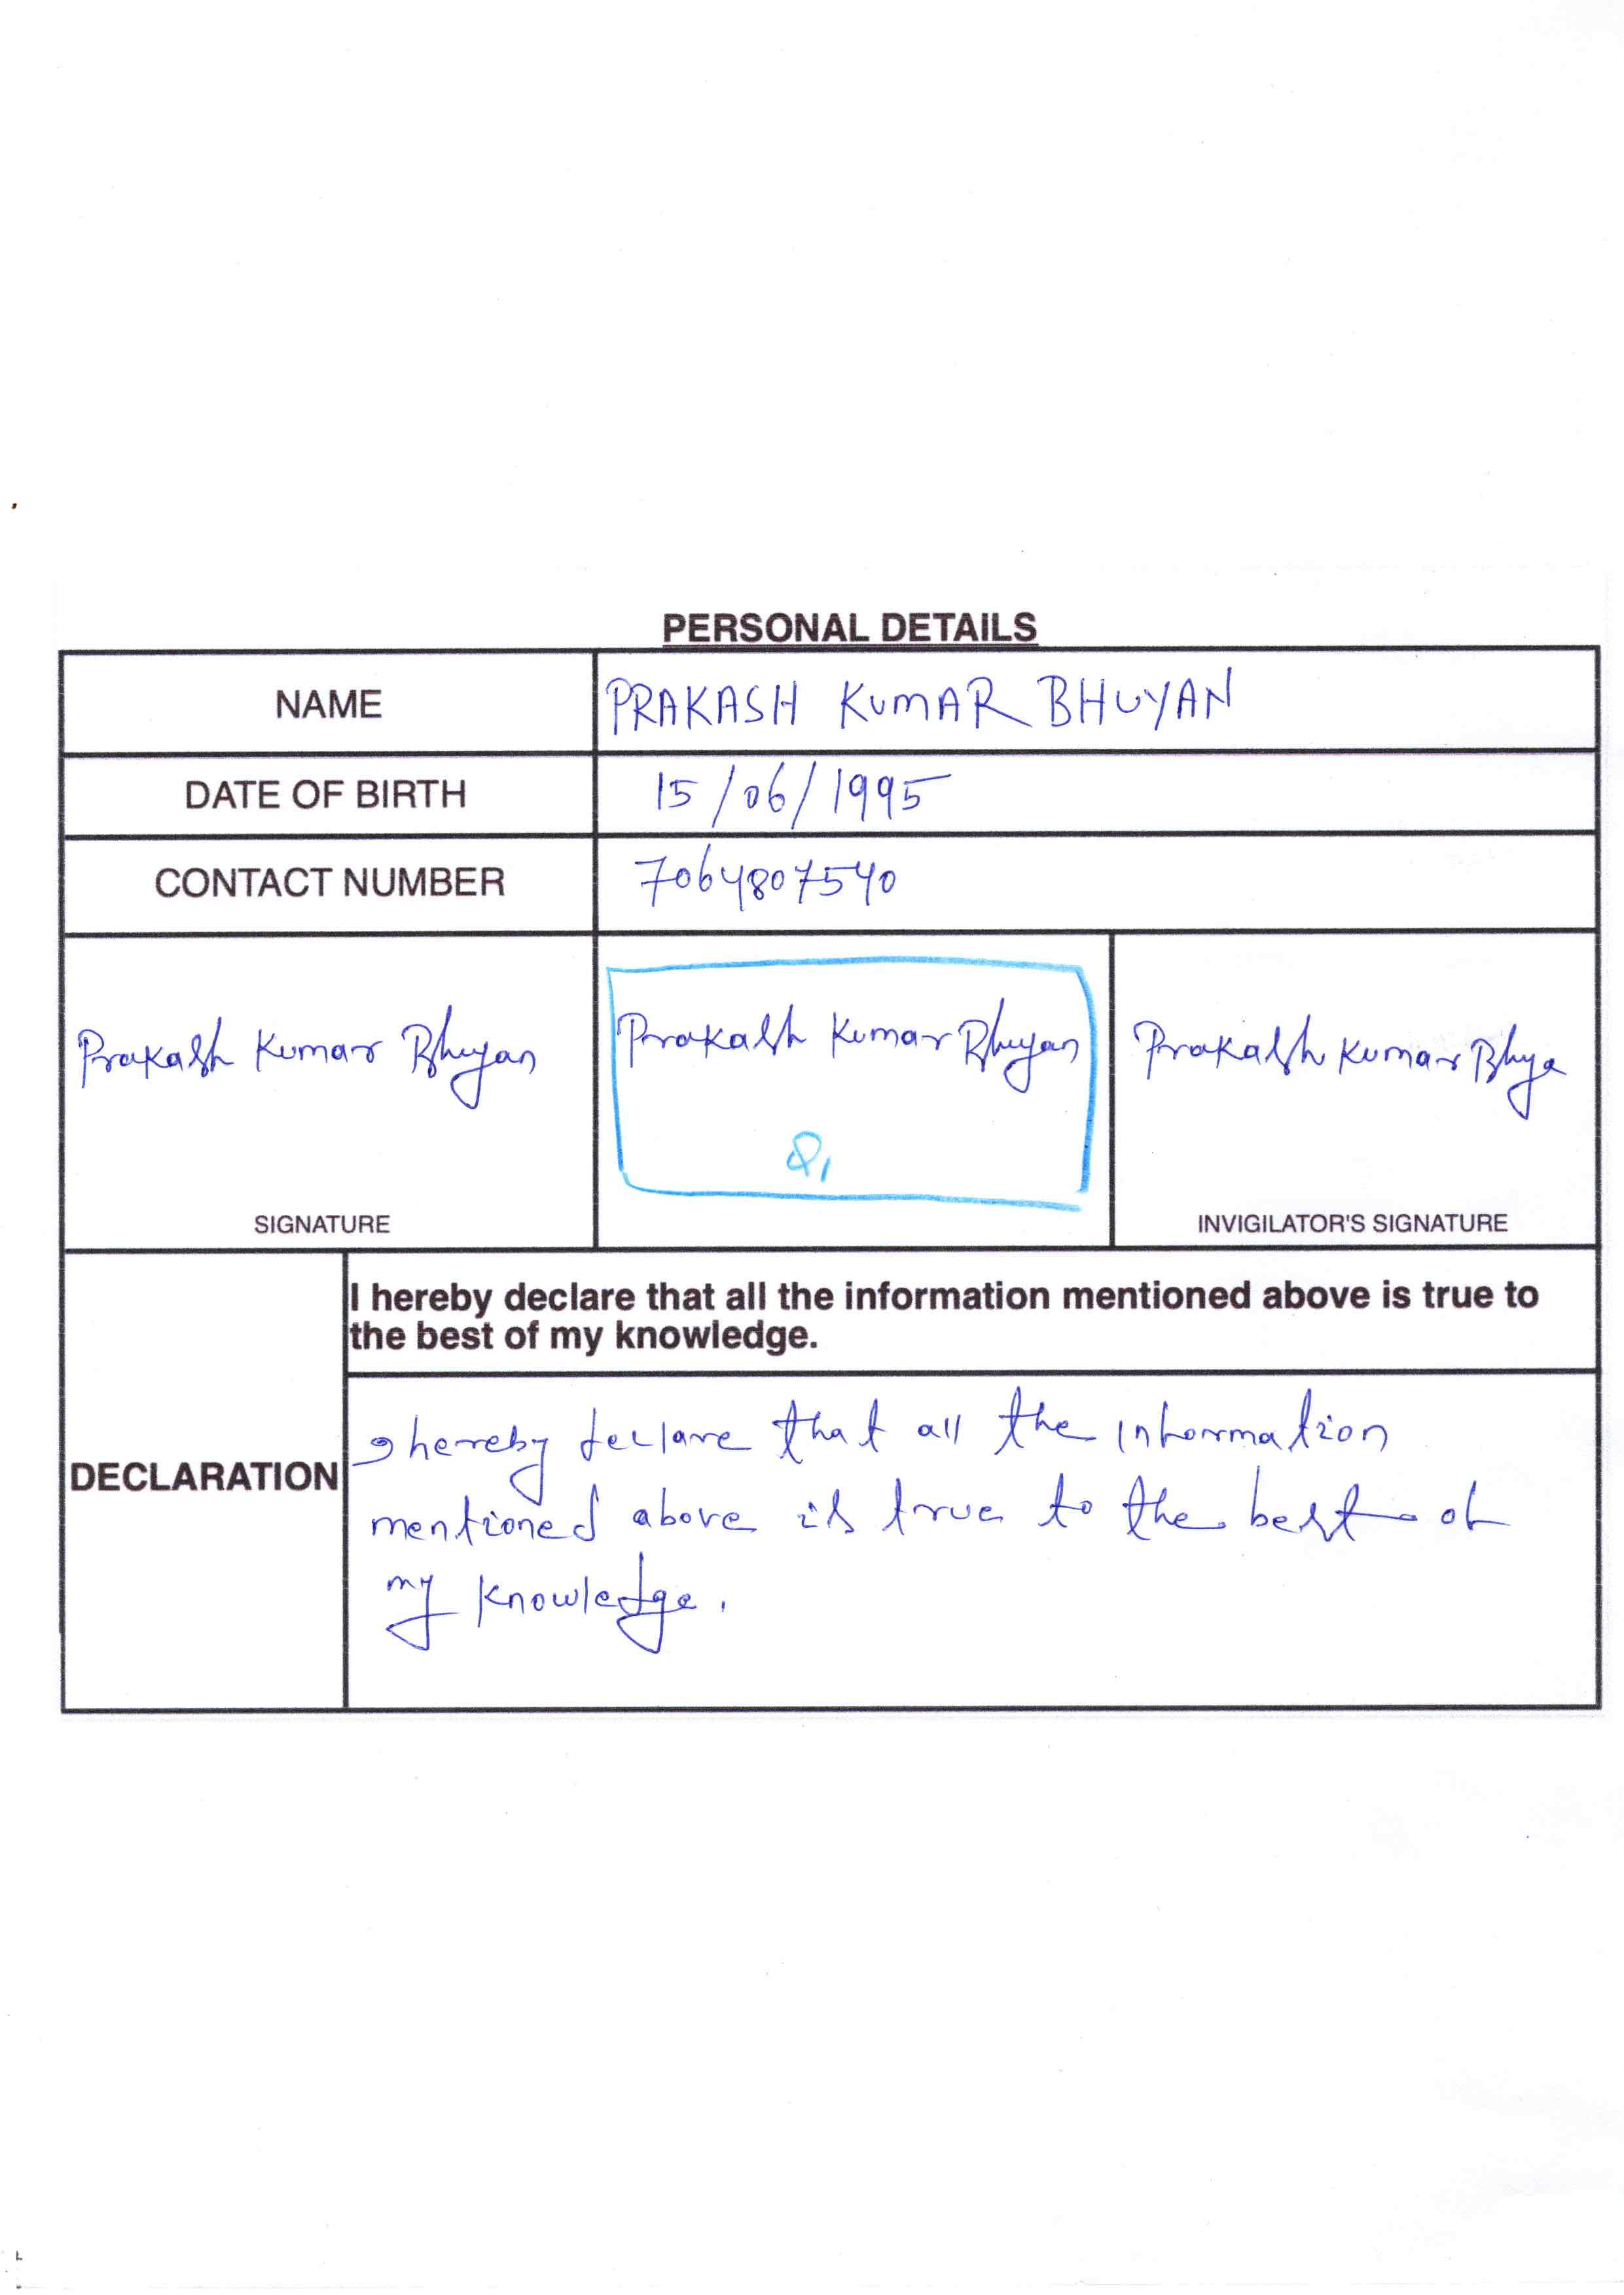 PERSONAL DETAILS
NAME PRAKASH KUMAR BHUYAN
DATE OF BIRTH 15/06/1995
CONTACT NUMBER 7064807540
Prakash Kumar Bhuyan Prakash Kumar Bhuyan Prakash Kumar Bhya
SIGNATURE INVIGILATOR'S SIGNATURE
I hereby declare that all the information mentioned above is true to
the best of my knowledge.
I hereby declare that all the information
DECLARATION
mentioned above is true to the best of
my knowledge.